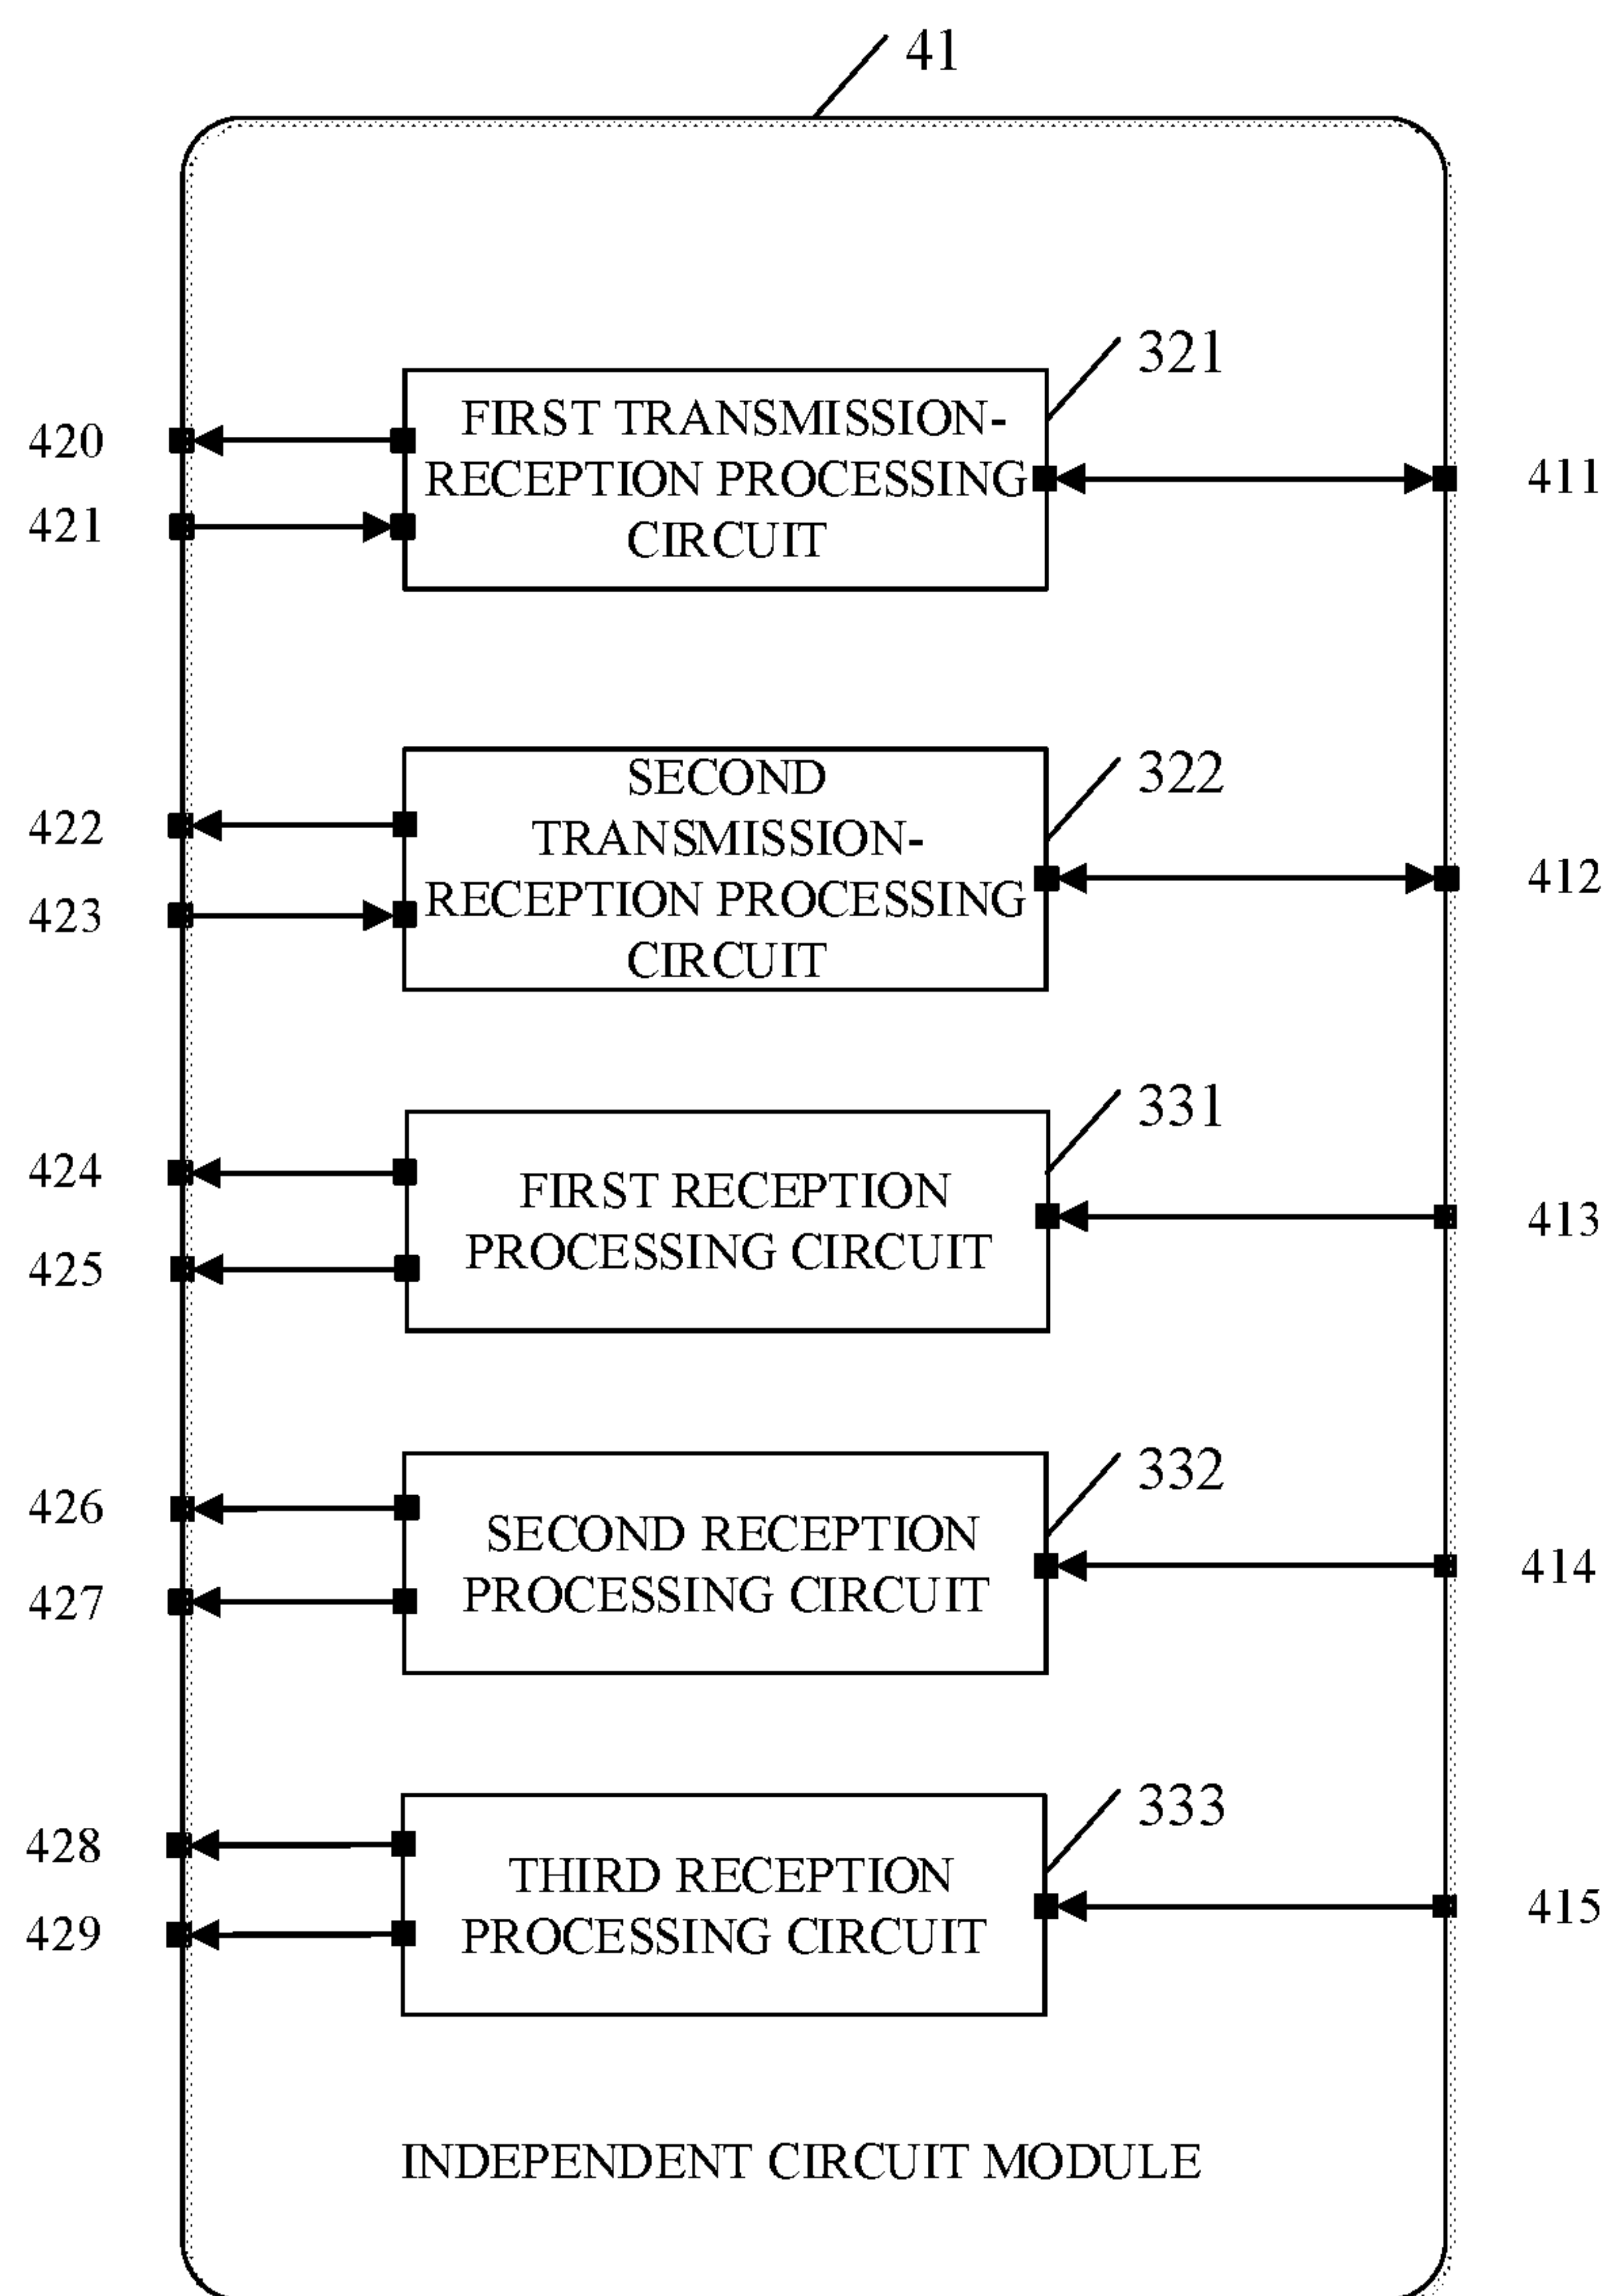 41
321
FIRST TRANSMISSION-
RECEPTION PROCESSING
CIRCUIT
420
421
411
322
SECOND
TRANSMISSION-
RECEPTION PROCESSING
CIRCUIT
422
423
412
331
FIRST RECEPTION
PROCESSING CIRCUIT
424
425
413
332
SECOND RECEPTION
PROCESSING CIRCUIT
426
427
414
333
THIRD RECEPTION
PROCESSING CIRCUIT
428
429
415
INDEPENDENT CIRCUIT MODULE